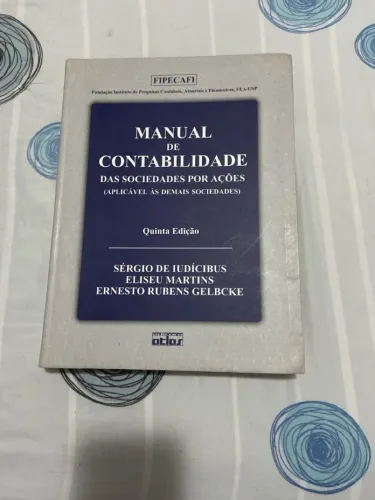 FIPECAFI
Fundação Instituto de Pesquisas Contábeis, Atuariais e Financeiras, FEA/USP
MANUAL
DE
CONTABILIDADE
DAS SOCIEDADES POR AÇÕES
(APLICÁVEL ÀS DEMAIS SOCIEDADES)
Quinta Edição
SÉRGIO DE IUDÍCIBUS
ELISEU MARTINS
ERNESTO RUBENS GELBCKE
atlas